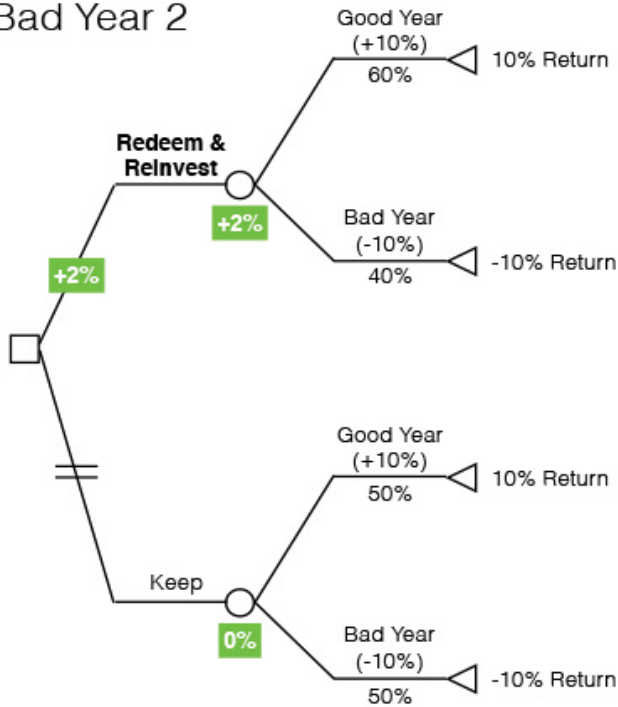 Bad Year 2
Good Year
(+10%)
60%
10% Return
Redeem &
ReInvest
+2%
Bad Year
(-10%)
40%
-10% Return
+2%
Good Year
(+10%)
50%
10% Return
Keep
0%
Bad Year
(-10%)
50%
-10% Return